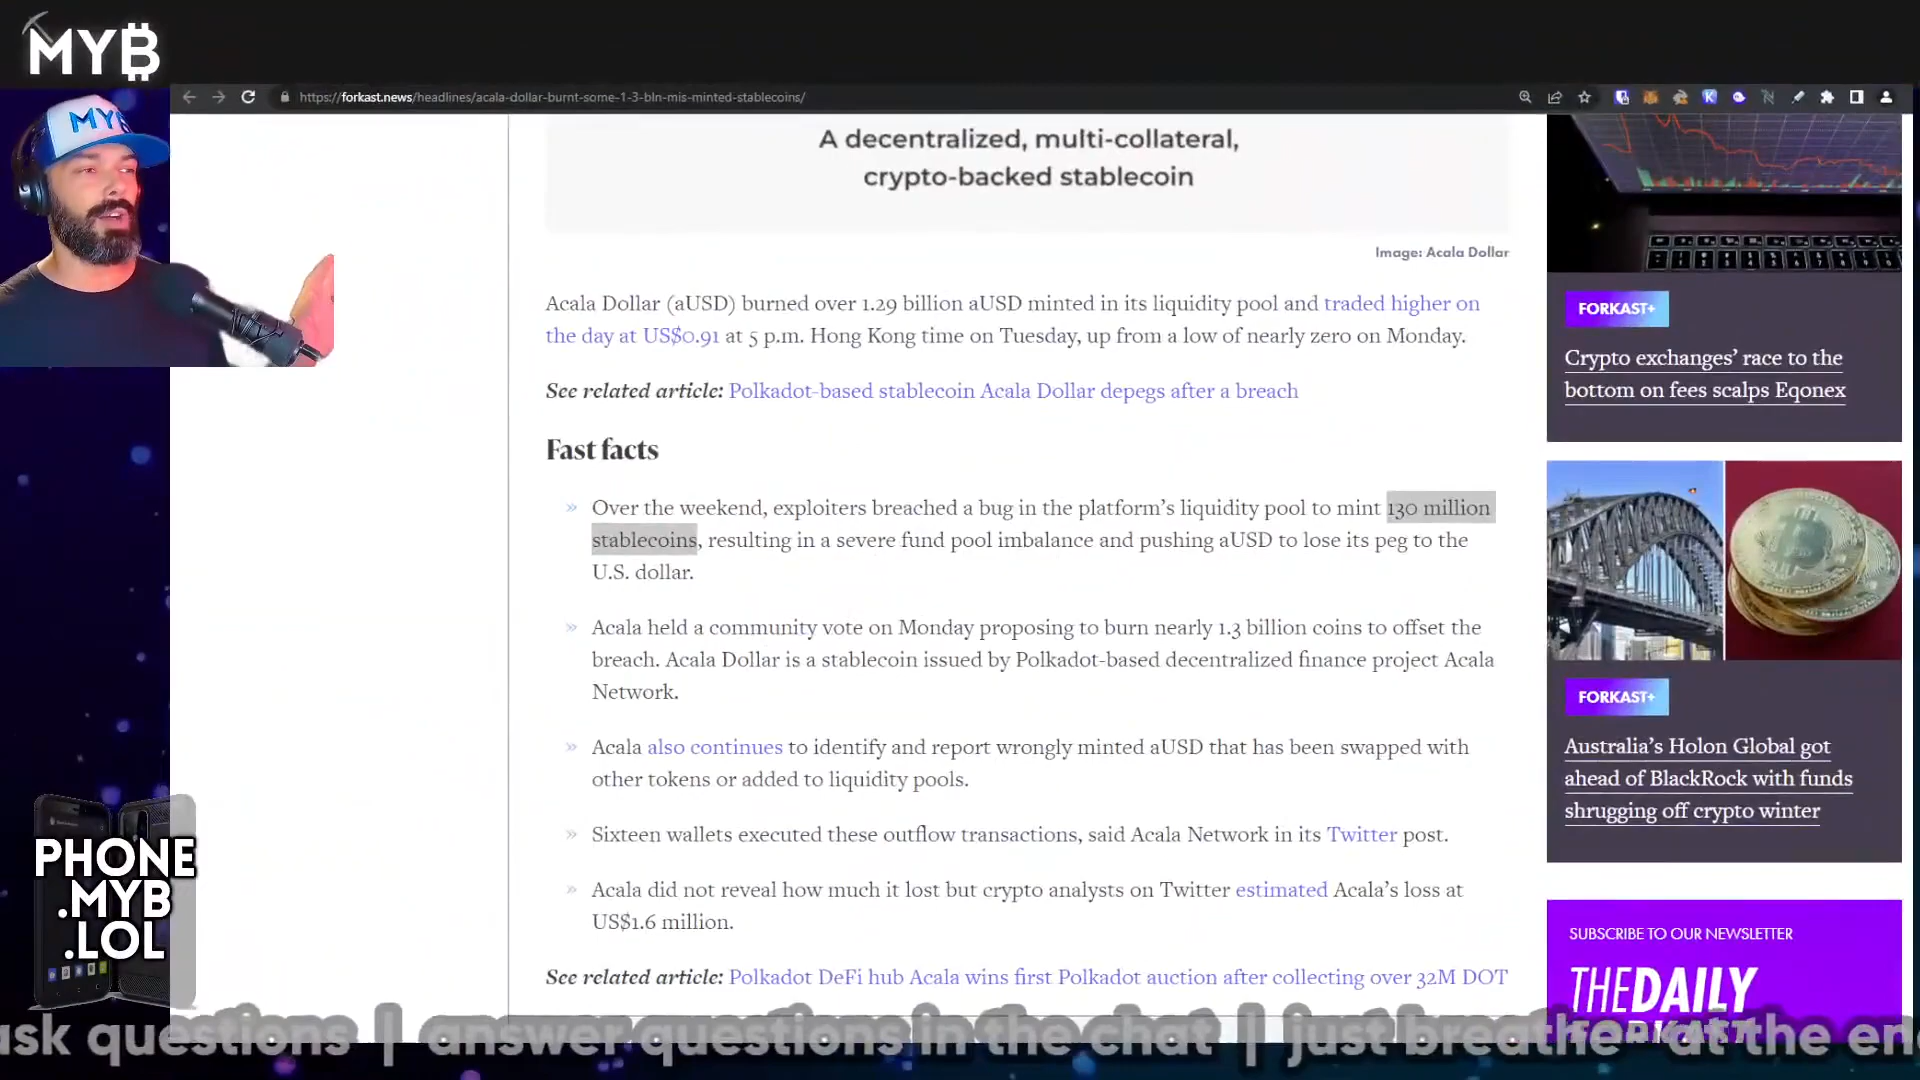 MYB
https://forkast.news/headlines/acala-dollar-burnt-some-1-3-bln-mis-minted-stablecoins/
MYB
A decentralized, multi-collateral,
crypto-backed stablecoin
Image: Acala Dollar
Acala Dollar (aUSD) burned over 1.29 billion aUSD minted in its liquidity pool and traded higher on
the day at US$0.91 at 5 p.m. Hong Kong time on Tuesday, up from a low of nearly zero on Monday.
See related article: Polkadot-based stablecoin Acala Dollar depegs after a breach
Fast facts
» Over the weekend, exploiters breached a bug in the platform’s liquidity pool to mint 130 million
stablecoins, resulting in a severe fund pool imbalance and pushing aUSD to lose its peg to the
U.S. dollar.
» Acala held a community vote on Monday proposing to burn nearly 1.3 billion coins to offset the
breach. Acala Dollar is a stablecoin issued by Polkadot-based decentralized finance project Acala
Network.
» Acala also continues to identify and report wrongly minted aUSD that has been swapped with
other tokens or added to liquidity pools.
» Sixteen wallets executed these outflow transactions, said Acala Network in its Twitter post.
» Acala did not reveal how much it lost but crypto analysts on Twitter estimated Acala’s loss at
US$1.6 million.
See related article: Polkadot DeFi hub Acala wins first Polkadot auction after collecting over 32M DOT
FORKAST+
Crypto exchanges’ race to the
bottom on fees scalps Eqonex
FORKAST+
Australia’s Holon Global got
ahead of BlackRock with funds
shrugging off crypto winter
SUBSCRIBE TO OUR NEWSLETTER
THE DAILY
FORKAST
PHONE
.MYB
.LOL
ask questions | answer questions in the chat | just breathe at the en